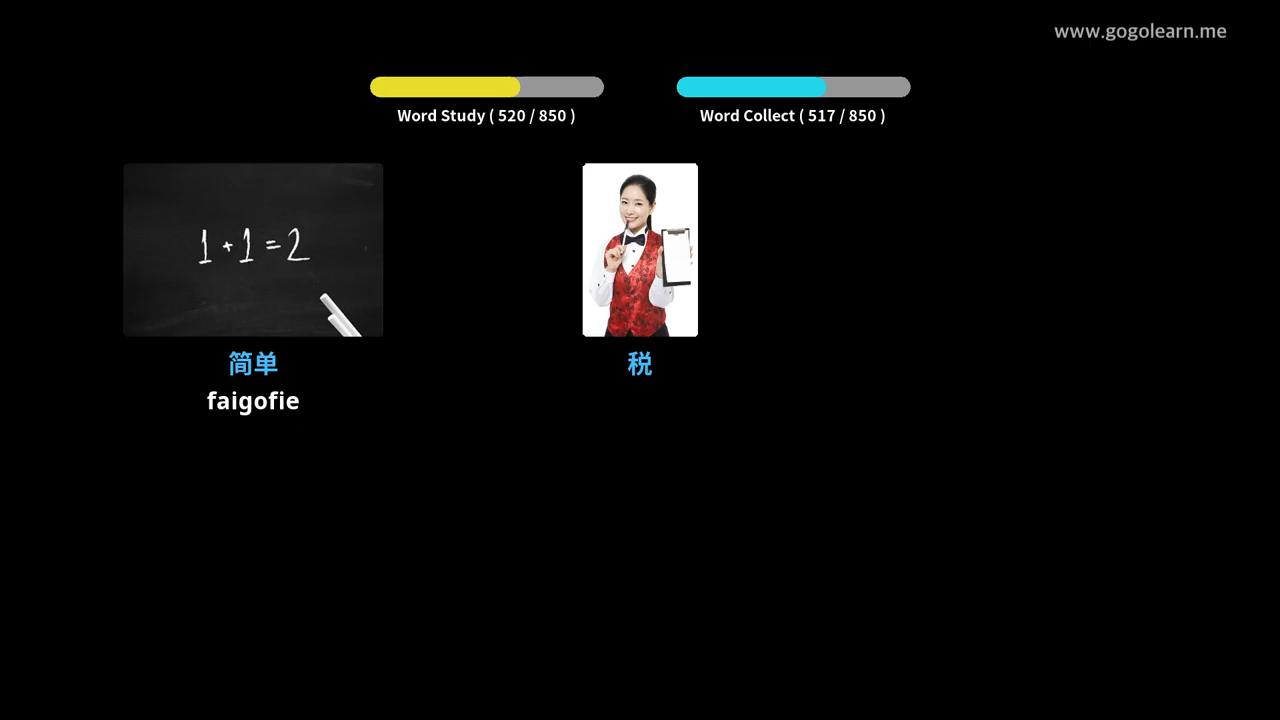 www.gogolearn.me
Word Study ( 520 / 850 )
Word Collect ( 517 / 850 )
1 + 1 = 2
简单
税
faigofie